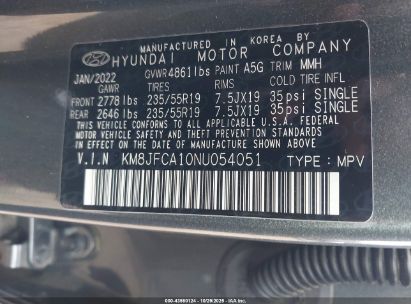 MANUFACTURED IN KOREA BY
HYUNDAI MOTOR COMPANY
JAN/2022 GVWR4861lbs PAINT A5G TRIM MMH
GAWR TIRES RIMS COLD TIRE INFL
FRONT 2778 lbs 235/55R19 7.5JX19 35psi SINGLE
REAR 2646 lbs 235/55R19 7.5JX19 35psi SINGLE
THIS VEHICLE CONFORMS TO ALL APPLICABLE U.S.A. FEDERAL
MOTOR VEHICLE SAFETY AND THEFT PREVENTION STANDARDS
IN EFFECT ON THE DATE OF MANUFACTURE SHOWN ABOVE.
V.I.N KM8JFCA10NU054051 TYPE : MPV